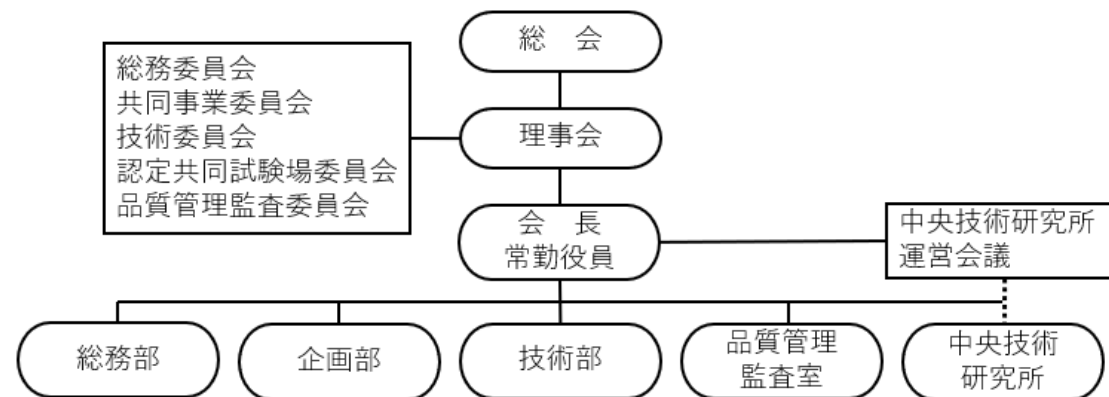 総　会
総務委員会
共同事業委員会
技術委員会
認定共同試験場委員会
品質管理監査委員会
理事会
会　長
常勤役員
中央技術研究所
運営会議
総務部
企画部
技術部
品質管理
監査室
中央技術
研究所